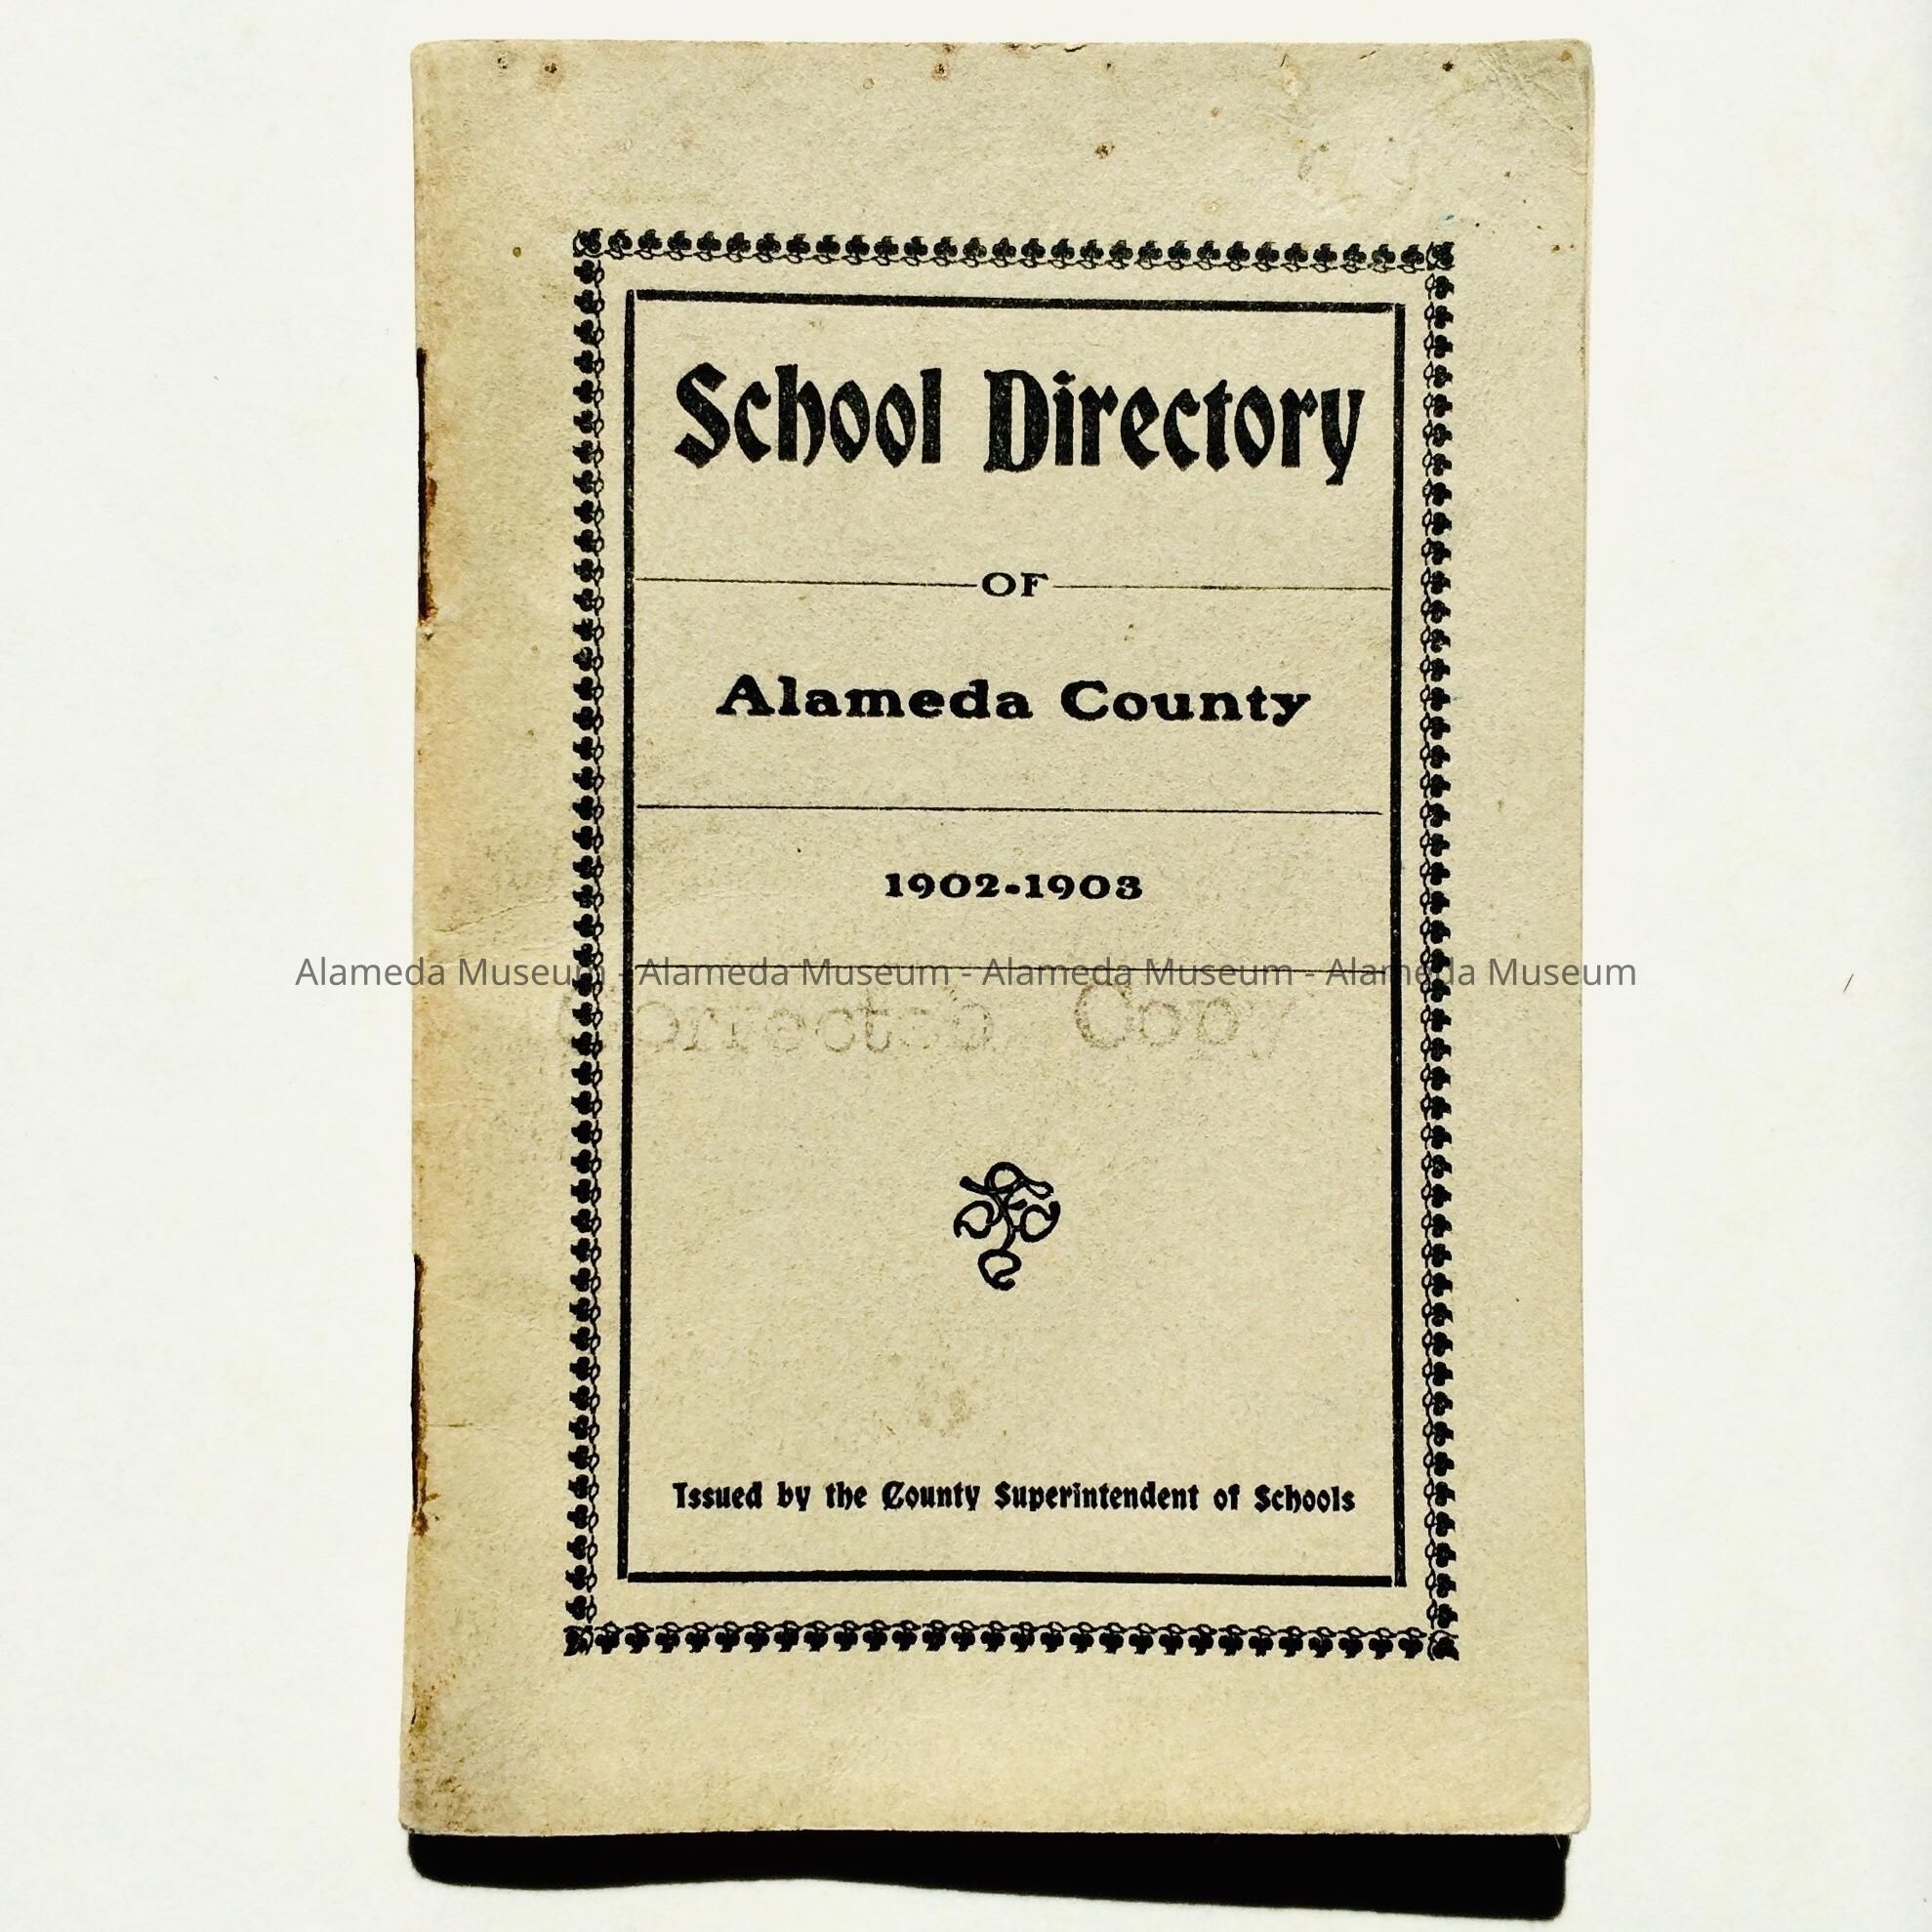 School Directory
OF
Alameda County
1902-1903
Alameda Museum - Alameda Museum - Alameda Museum - Alameda Museum
Corrected Copy
Issued by the County Superintendent of Schools